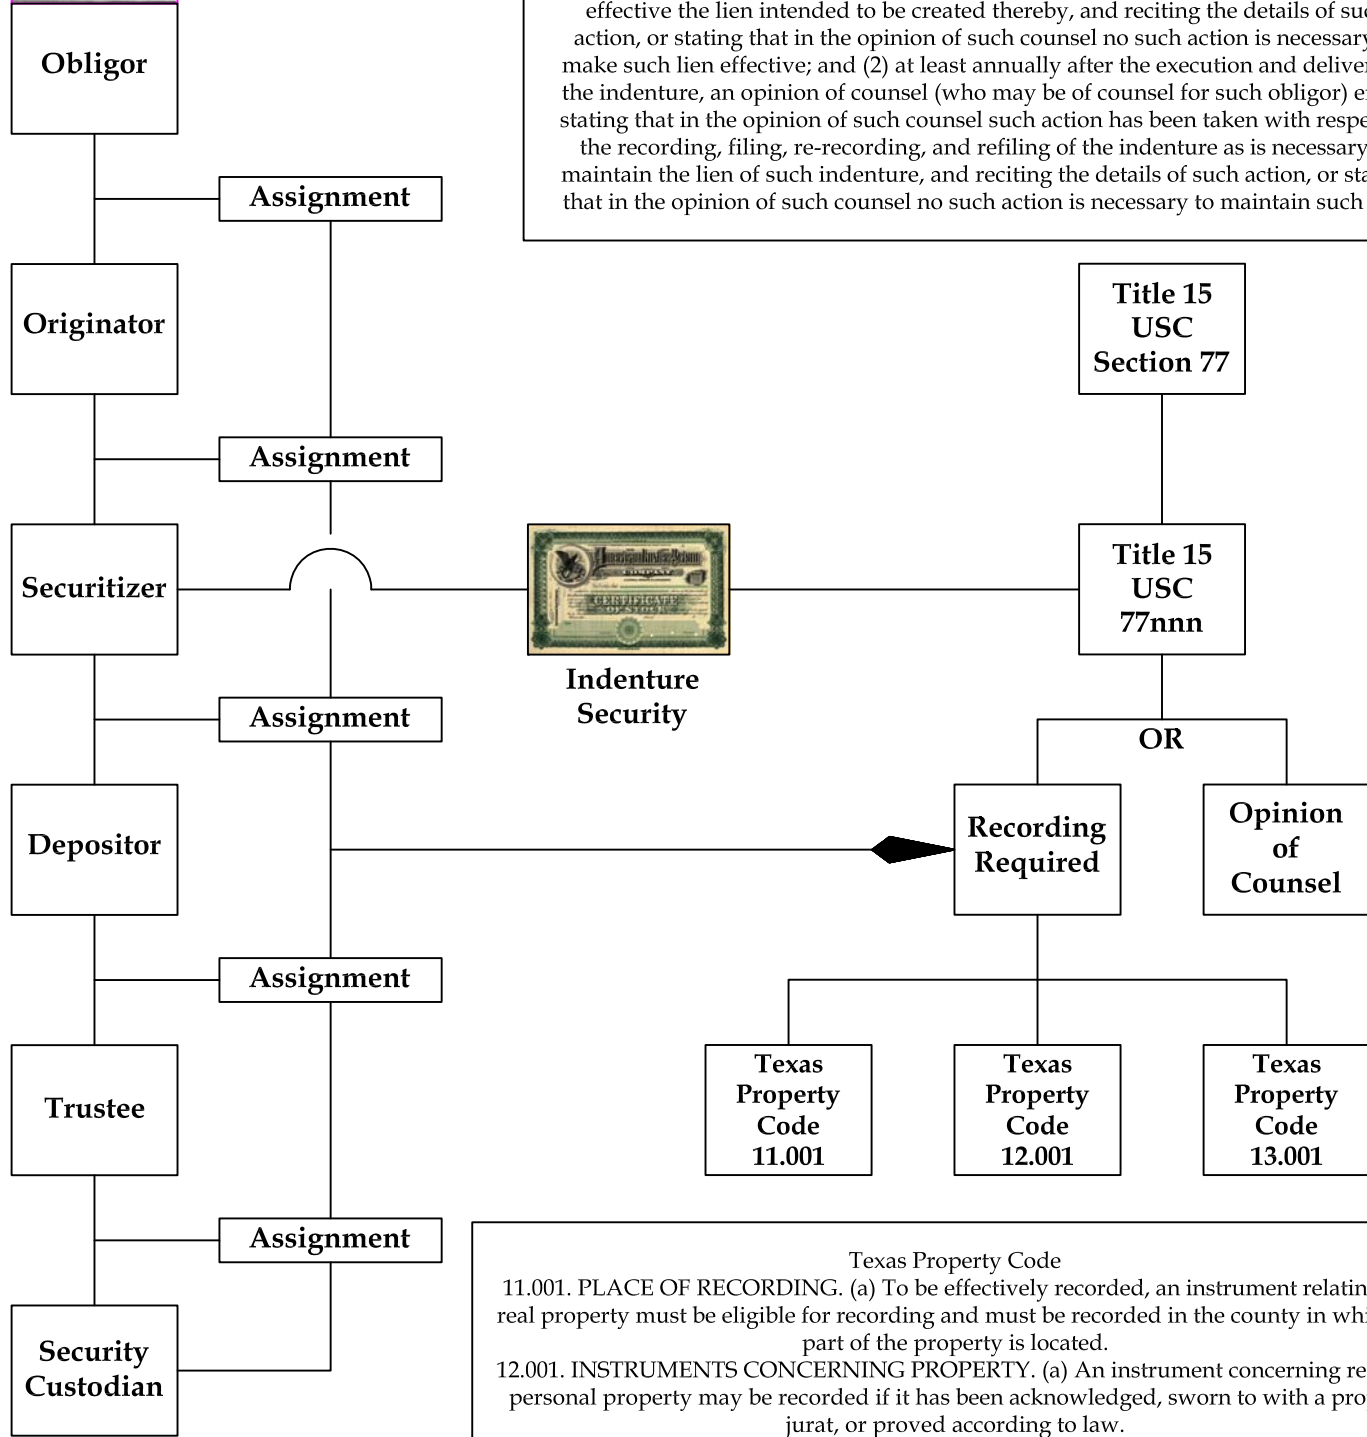 effective the lien intended to be created thereby, and reciting the details of suc
action, or stating that in the opinion of such counsel no such action is necessary
make such lien effective; and (2) at least annually after the execution and deliver
the indenture, an opinion of counsel (who may be of counsel for such obligor) e
stating that in the opinion of such counsel such action has been taken with respe
the recording, filing, re-recording, and refiling of the indenture as is necessary
maintain the lien of such indenture, and reciting the details of such action, or sta
that in the opinion of such counsel no such action is necessary to maintain such
Obligor
Assignment
Originator
Assignment
Securitizer
Assignment
Depositor
Assignment
Trustee
Assignment
Security
Custodian
CERTIFICATE
OF STOCK
COMPANY
Indenture
Security
Title 15
USC
Section 77
Title 15
USC
77nnn
OR
Recording
Required
Opinion
of
Counsel
Texas
Property
Code
11.001
Texas
Property
Code
12.001
Texas
Property
Code
13.001
Texas Property Code
11.001. PLACE OF RECORDING. (a) To be effectively recorded, an instrument relatin
real property must be eligible for recording and must be recorded in the county in whi
part of the property is located.
12.001. INSTRUMENTS CONCERNING PROPERTY. (a) An instrument concerning re
personal property may be recorded if it has been acknowledged, sworn to with a pro
jurat, or proved according to law.